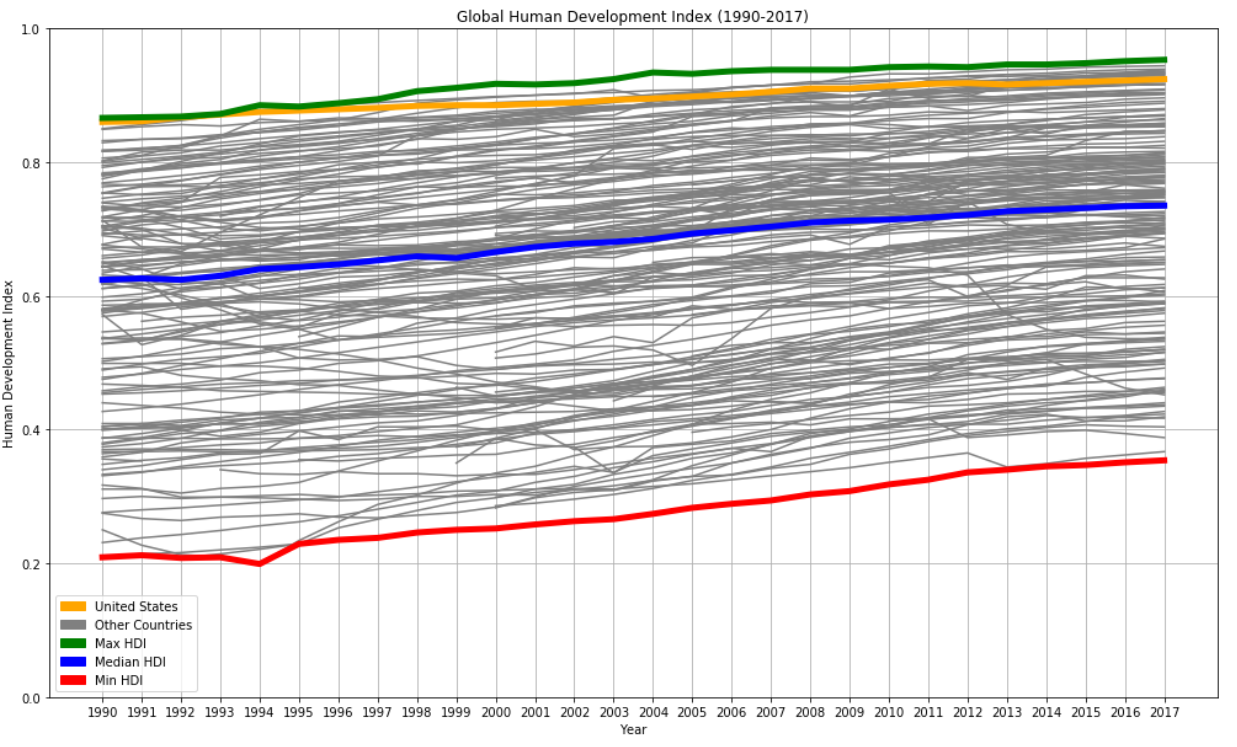 Global Human Development Index (1990-2017)
1.0
0.8
0.6
0.4
0.2
0.0
Human Development Index
United States
Other Countries
Max HDI
Median HDI
Min HDI
1990 1991 1992 1993 1994 1995 1996 1997 1998 1999 2000 2001 2002 2003 2004 2005 2006 2007 2008 2009 2010 2011 2012 2013 2014 2015 2016 2017
Year